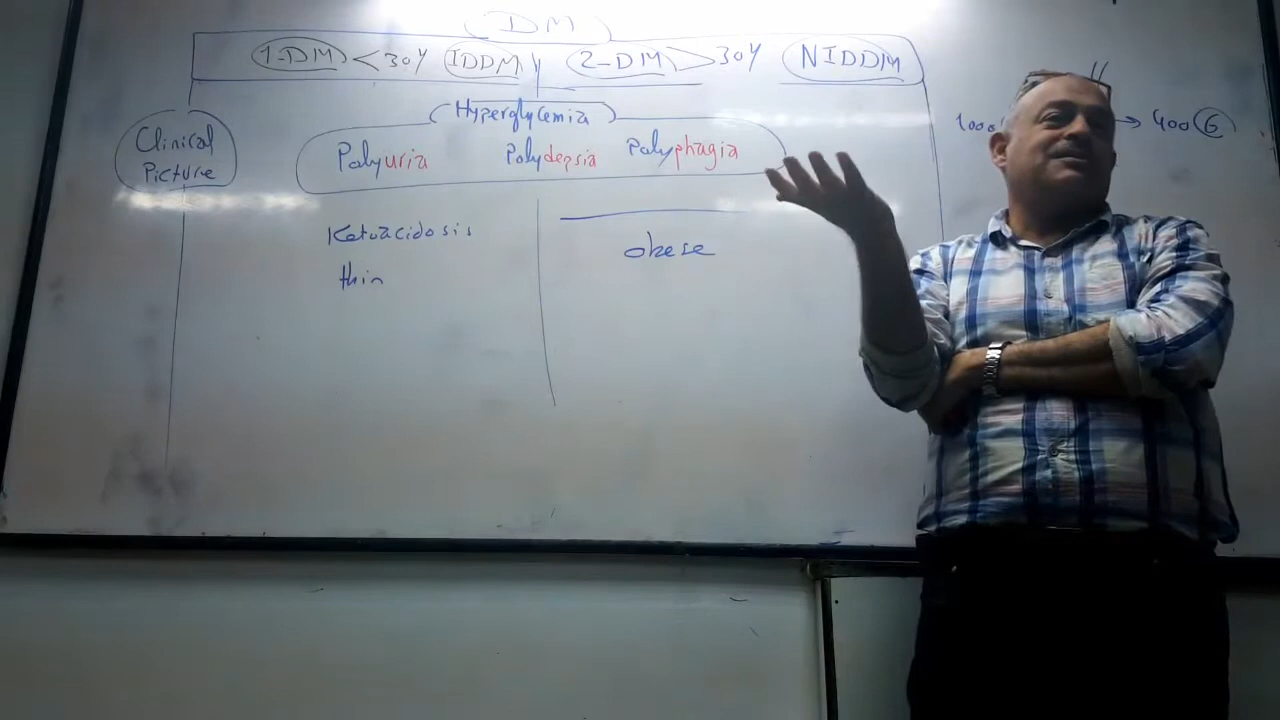 DM
1-DM < 30Y IDDM 2-DM > 30Y NIDDM
Hyperglycemia
Clinical
Picture
Polyuria Polydepsia Polyphagia
1000 → 400 G
Ketoacidosis
thin
obese